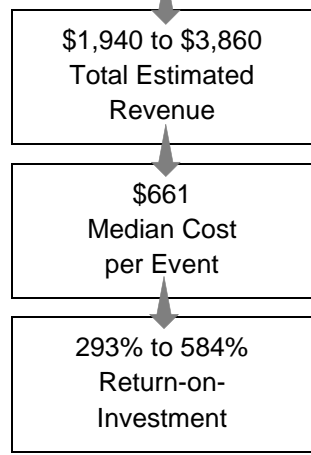 $1,940 to $3,860
Total Estimated
Revenue
$661
Median Cost
per Event
293% to 584%
Return-on-
Investment